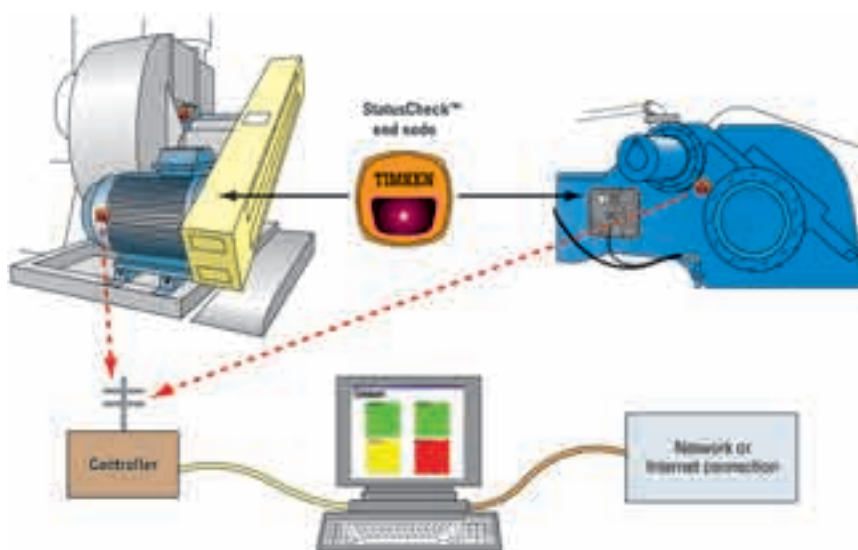 StatusCheck™
end node
TIMKEN
Controller
Network or
Internet connection